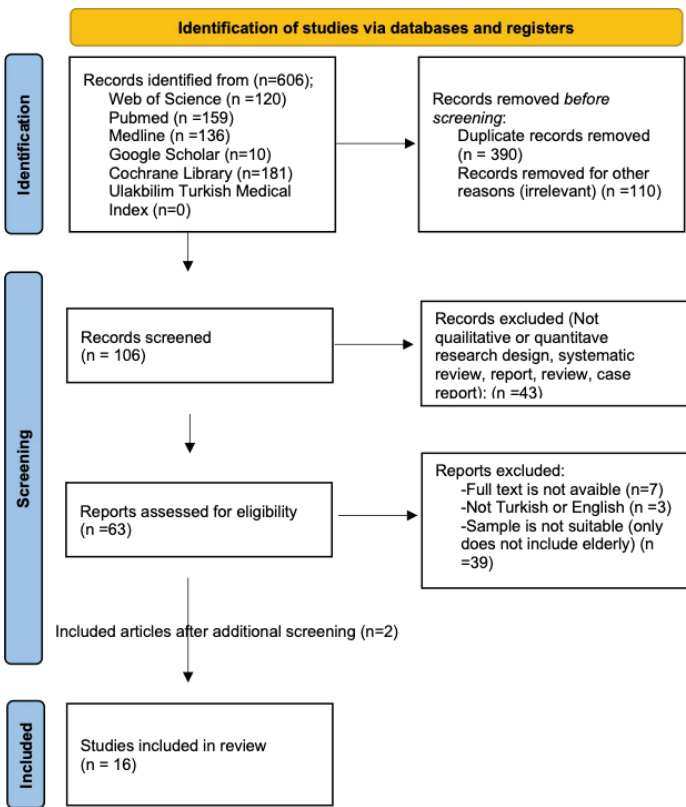 Identification of studies via databases and registers
Identification
Records identified from (n=606);
Web of Science (n =120)
Pubmed (n =159)
Medline (n =136)
Google Scholar (n=10)
Cochrane Library (n=181)
Ulakbilim Turkish Medical
Index (n=0)
Records removed before
screening:
Duplicate records removed
(n = 390)
Records removed for other
reasons (irrelevant) (n =110)
Screening
Records screened
(n = 106)
Records excluded (Not
quailitative or quantitave
research design, systematic
review, report, review, case
report): (n =43)
Reports assessed for eligibility
(n =63)
Reports excluded:
-Full text is not avaible (n=7)
-Not Turkish or English (n =3)
-Sample is not suitable (only
does not include elderly) (n
=39)
Included articles after additional screening (n=2)
Included
Studies included in review
(n = 16)